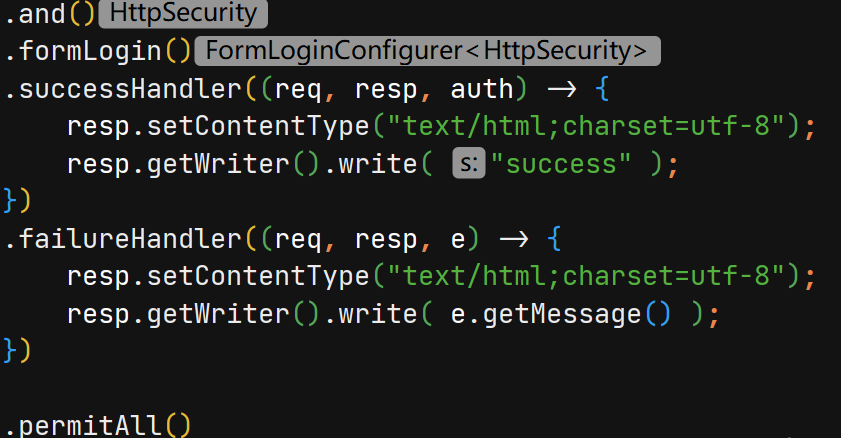 .and() HttpSecurity
.formLogin() FormLoginConfigurer<HttpSecurity>
.successHandler((req, resp, auth) → {
    resp.setContentType("text/html;charset=utf-8");
    resp.getWriter().write( s: "success" );
})
.failureHandler((req, resp, e) → {
    resp.setContentType("text/html;charset=utf-8");
    resp.getWriter().write( e.getMessage() );
})
.permitAll()